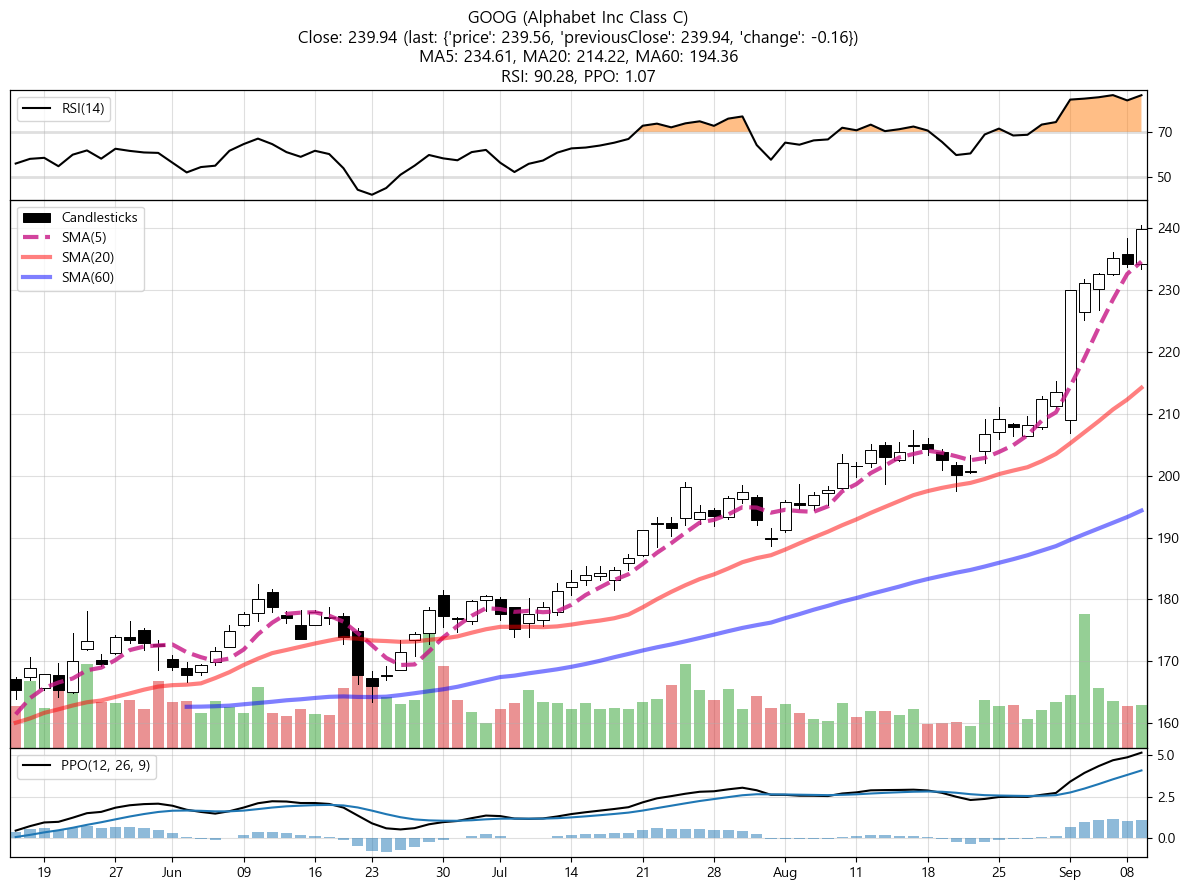 GOOG (Alphabet Inc Class C)
Close: 239.94 (last: {'price': 239.56, 'previousClose': 239.94, 'change': -0.16})
MA5: 234.61, MA20: 214.22, MA60: 194.36
RSI: 90.28, PPO: 1.07
RSI(14)
70
50
Candlesticks
SMA(5)
SMA(20)
SMA(60)
240
230
220
210
200
190
180
170
160
PPO(12, 26, 9)
5.0
2.5
0.0
19 27 Jun 09 16 23 30 Jul 14 21 28 Aug 11 18 25 Sep 08